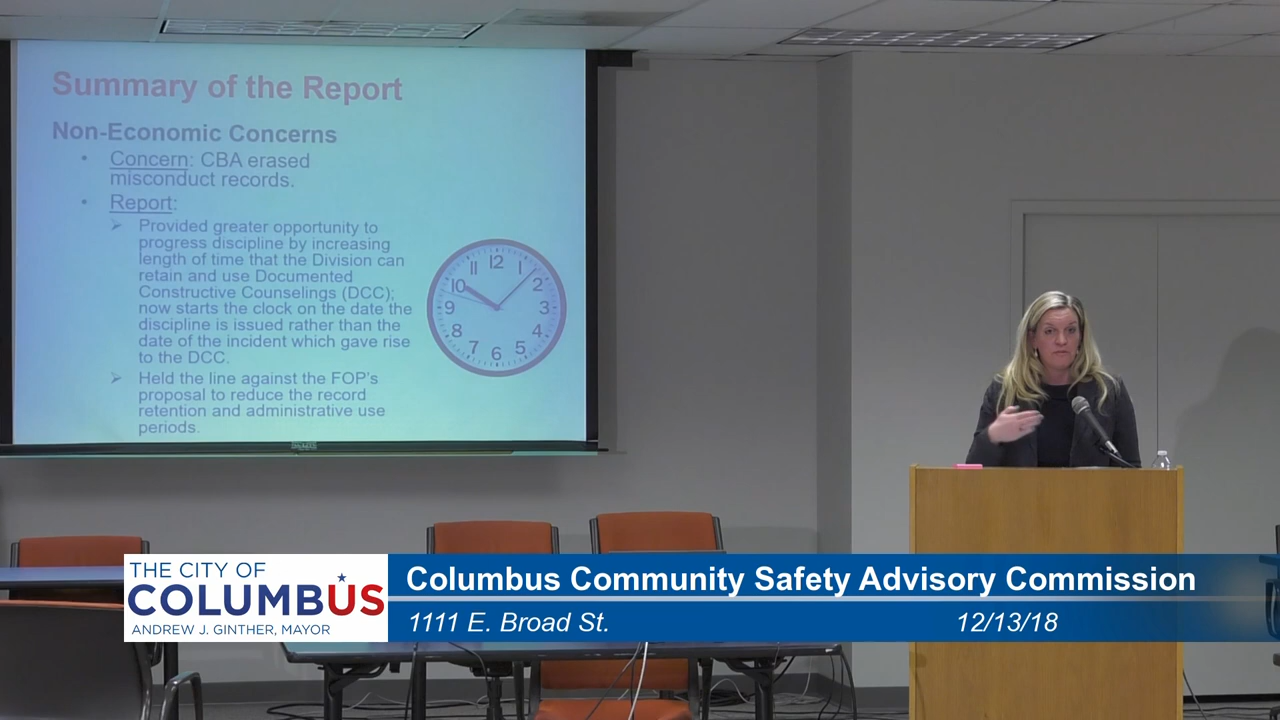 Summary of the Report
Non-Economic Concerns
• Concern: CBA erased
misconduct records.
• Report:
➢ Provided greater opportunity to
progress discipline by increasing
length of time that the Division can
retain and use Documented
Constructive Counselings (DCC);
now starts the clock on the date the
discipline is issued rather than the
date of the incident which gave rise
to the DCC.
➢ Held the line against the FOP's
proposal to reduce the record
retention and administrative use
periods.
12
1
2
3
4
5
6
7
8
9
10
11
THE CITY OF
COLUMBUS
ANDREW J. GINTHER, MAYOR
Columbus Community Safety Advisory Commission
1111 E. Broad St. 12/13/18